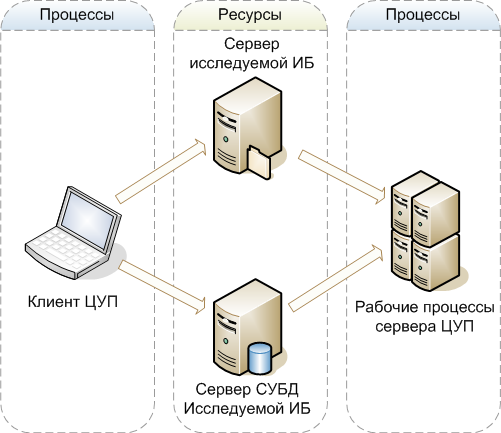 Процессы
Ресурсы
Процессы
Сервер
исследуемой ИБ
Клиент ЦУП
Рабочие процессы
сервера ЦУП
Сервер СУБД
Исследуемой ИБ